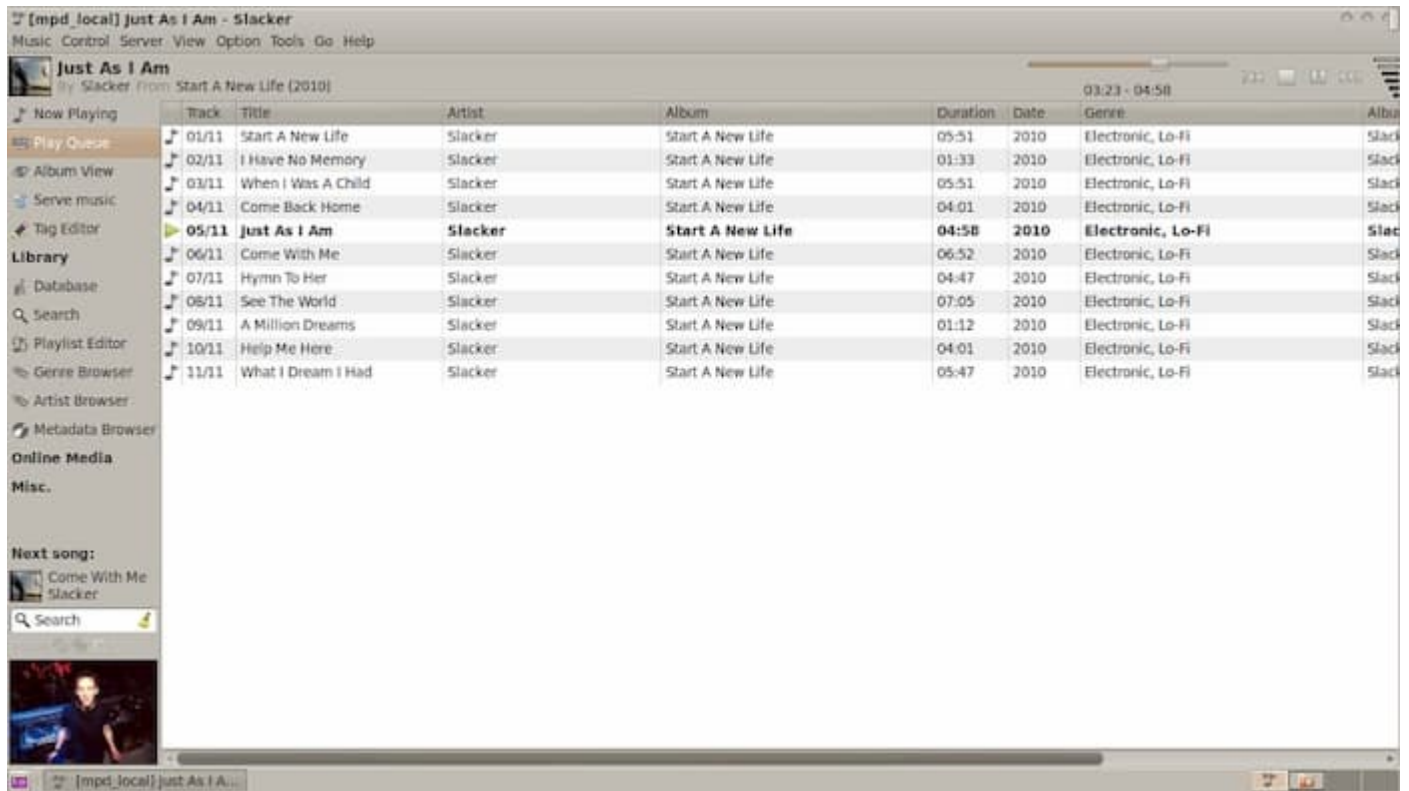 [mpd_local] Just As I Am - Slacker
Music Control Server View Option Tools Go Help
Just As I Am
By Slacker From Start A New Life (2010)
03:23 - 04:58
Now Playing
Play Queue
Album View
Serve music
Tag Editor
Library
Database
Search
Playlist Editor
Genre Browser
Artist Browser
Metadata Browser
Online Media
Misc.
Next song:
Come With Me
Slacker
Search
Track Title Artist Album Duration Date Genre Albu
01/11 Start A New Life Slacker Start A New Life 05:51 2010 Electronic, Lo-Fi Slac
02/11 I Have No Memory Slacker Start A New Life 01:33 2010 Electronic, Lo-Fi Slac
03/11 When I Was A Child Slacker Start A New Life 05:51 2010 Electronic, Lo-Fi Slac
04/11 Come Back Home Slacker Start A New Life 04:01 2010 Electronic, Lo-Fi Slac
05/11 Just As I Am Slacker Start A New Life 04:58 2010 Electronic, Lo-Fi Slac
06/11 Come With Me Slacker Start A New Life 06:52 2010 Electronic, Lo-Fi Slac
07/11 Hymn To Her Slacker Start A New Life 04:47 2010 Electronic, Lo-Fi Slac
08/11 See The World Slacker Start A New Life 07:05 2010 Electronic, Lo-Fi Slac
09/11 A Million Dreams Slacker Start A New Life 01:12 2010 Electronic, Lo-Fi Slac
10/11 Help Me Here Slacker Start A New Life 04:01 2010 Electronic, Lo-Fi Slac
11/11 What I Dream I Had Slacker Start A New Life 05:47 2010 Electronic, Lo-Fi Slac
[mpd_local] Just As I A...